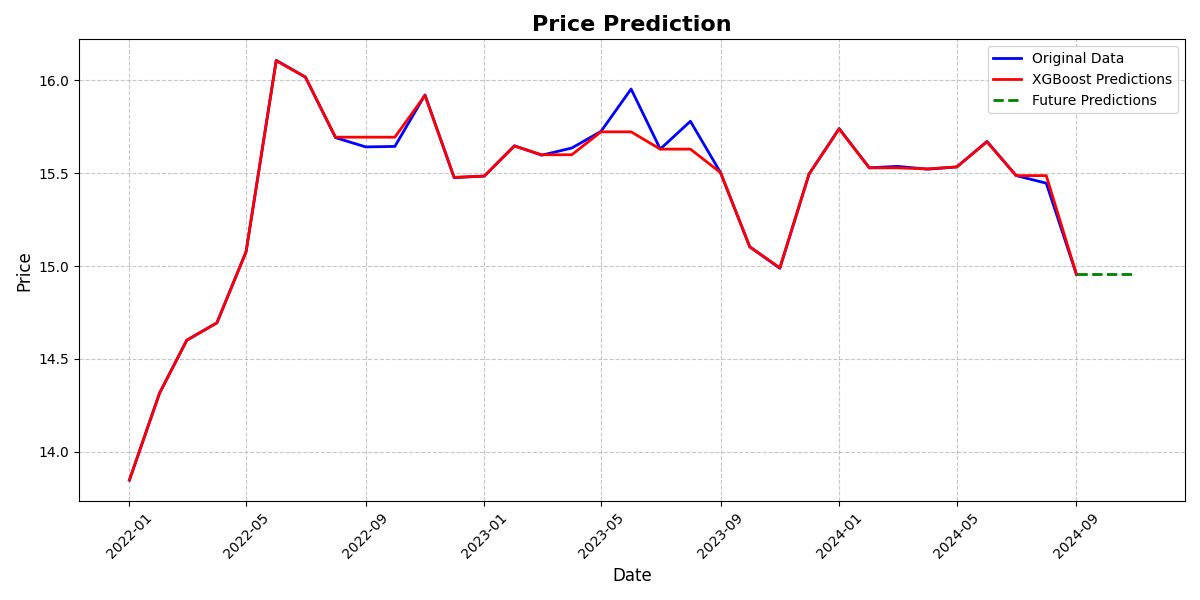 Price Prediction
Original Data
XGBoost Predictions
Future Predictions
Price
16.0
15.5
15.0
14.5
14.0
2022-01
2022-05
2022-09
2023-01
2023-05
2023-09
2024-01
2024-05
2024-09
Date